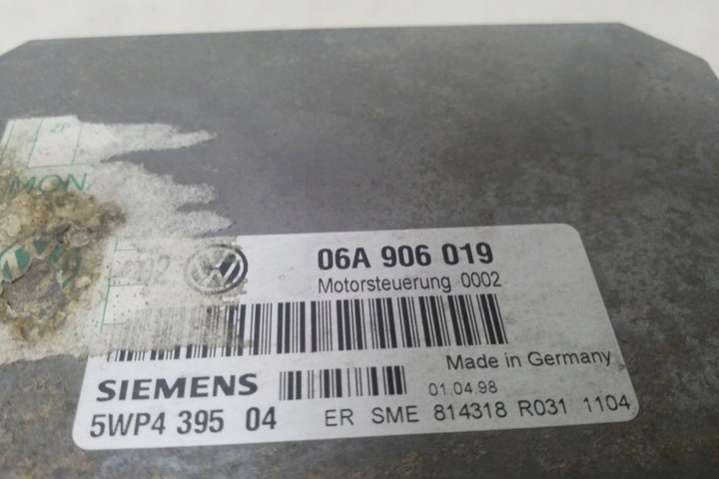 MON
06A 906 019
Motorsteuerung 0002
Made in Germany
SIEMENS
01.04.98
5WP4 395 04 ER SME 814318 R031 1104